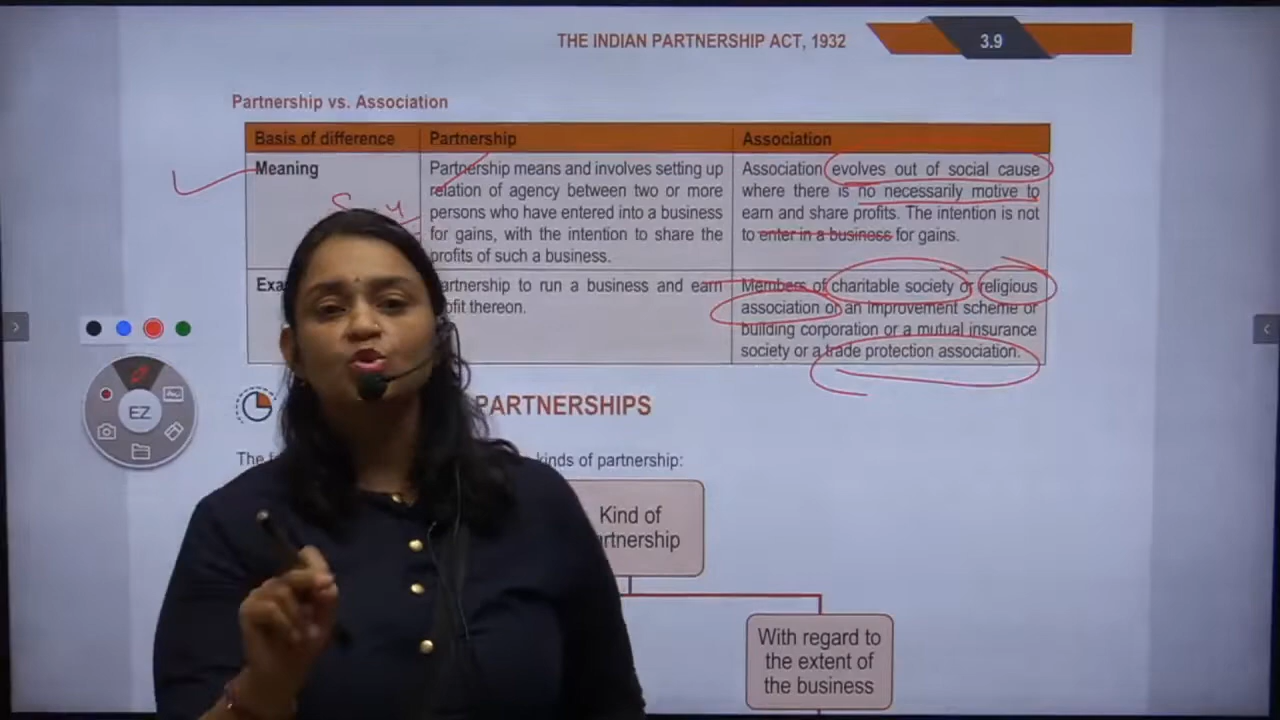 THE INDIAN PARTNERSHIP ACT, 1932
3.9
Partnership vs. Association
Basis of difference
Partnership
Association
Meaning
Partnership means and involves setting up
relation of agency between two or more
persons who have entered into a business
for gains, with the intention to share the
profits of such a business.
Association evolves out of social cause
where there is no necessarily motive to
earn and share profits. The intention is not
to enter in a business for gains.
artnership to run a business and earn
ofit thereon.
Members of charitable society or religious
association or an improvement scheme or
building corporation or a mutual insurance
society or a trade protection association.
EZ
PARTNERSHIPS
The
kinds of partnership:
Kind of
artnership
With regard to
the extent of
the business